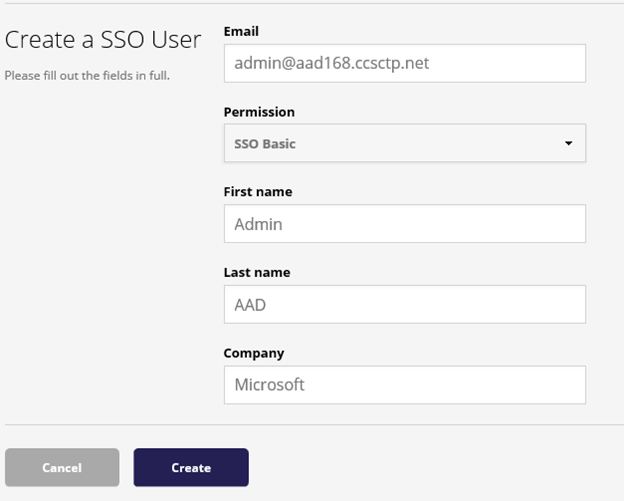 Create a SSO User
Please fill out the fields in full.
Email
admin@aad168.ccsctp.net
Permission
SSO Basic
First name
Admin
Last name
AAD
Company
Microsoft
Cancel
Create